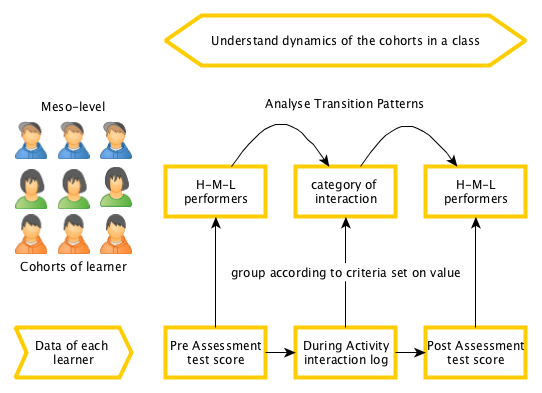 Understand dynamics of the cohorts in a class
Meso-level
Analyse Transition Patterns
H-M-L
performers
category of
interaction
H-M-L
performers
Cohorts of learner
group according to criteria set on value
Data of each
learner
Pre Assessment
test score
During Activity
interaction log
Post Assessment
test score